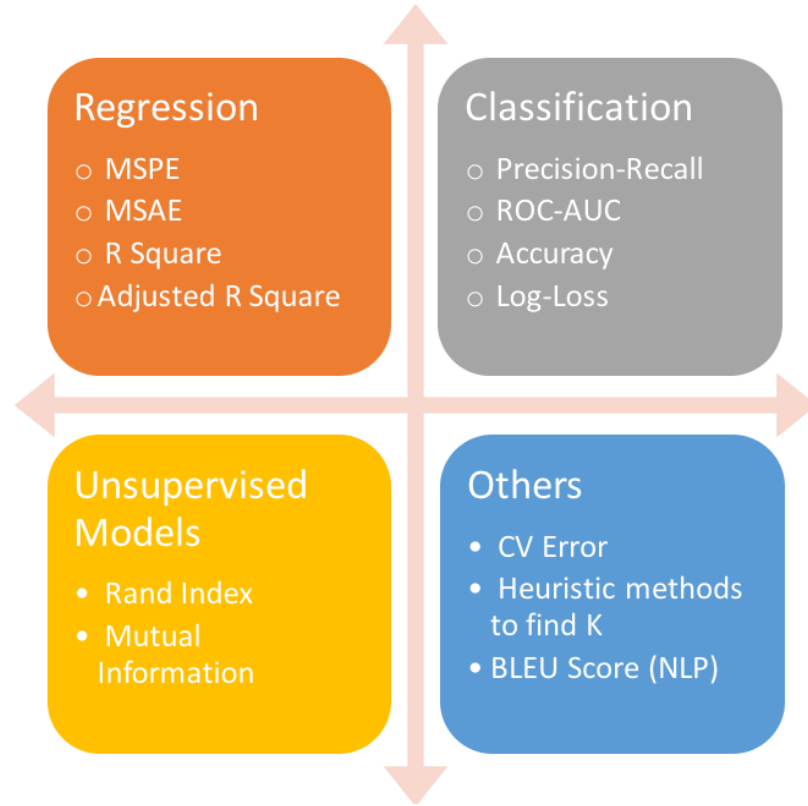 Regression
○ MSPE
○ MSAE
○ R Square
○ Adjusted R Square
Classification
○ Precision-Recall
○ ROC-AUC
○ Accuracy
○ Log-Loss
Unsupervised
Models
• Rand Index
• Mutual
Information
Others
• CV Error
• Heuristic methods
to find K
• BLEU Score (NLP)